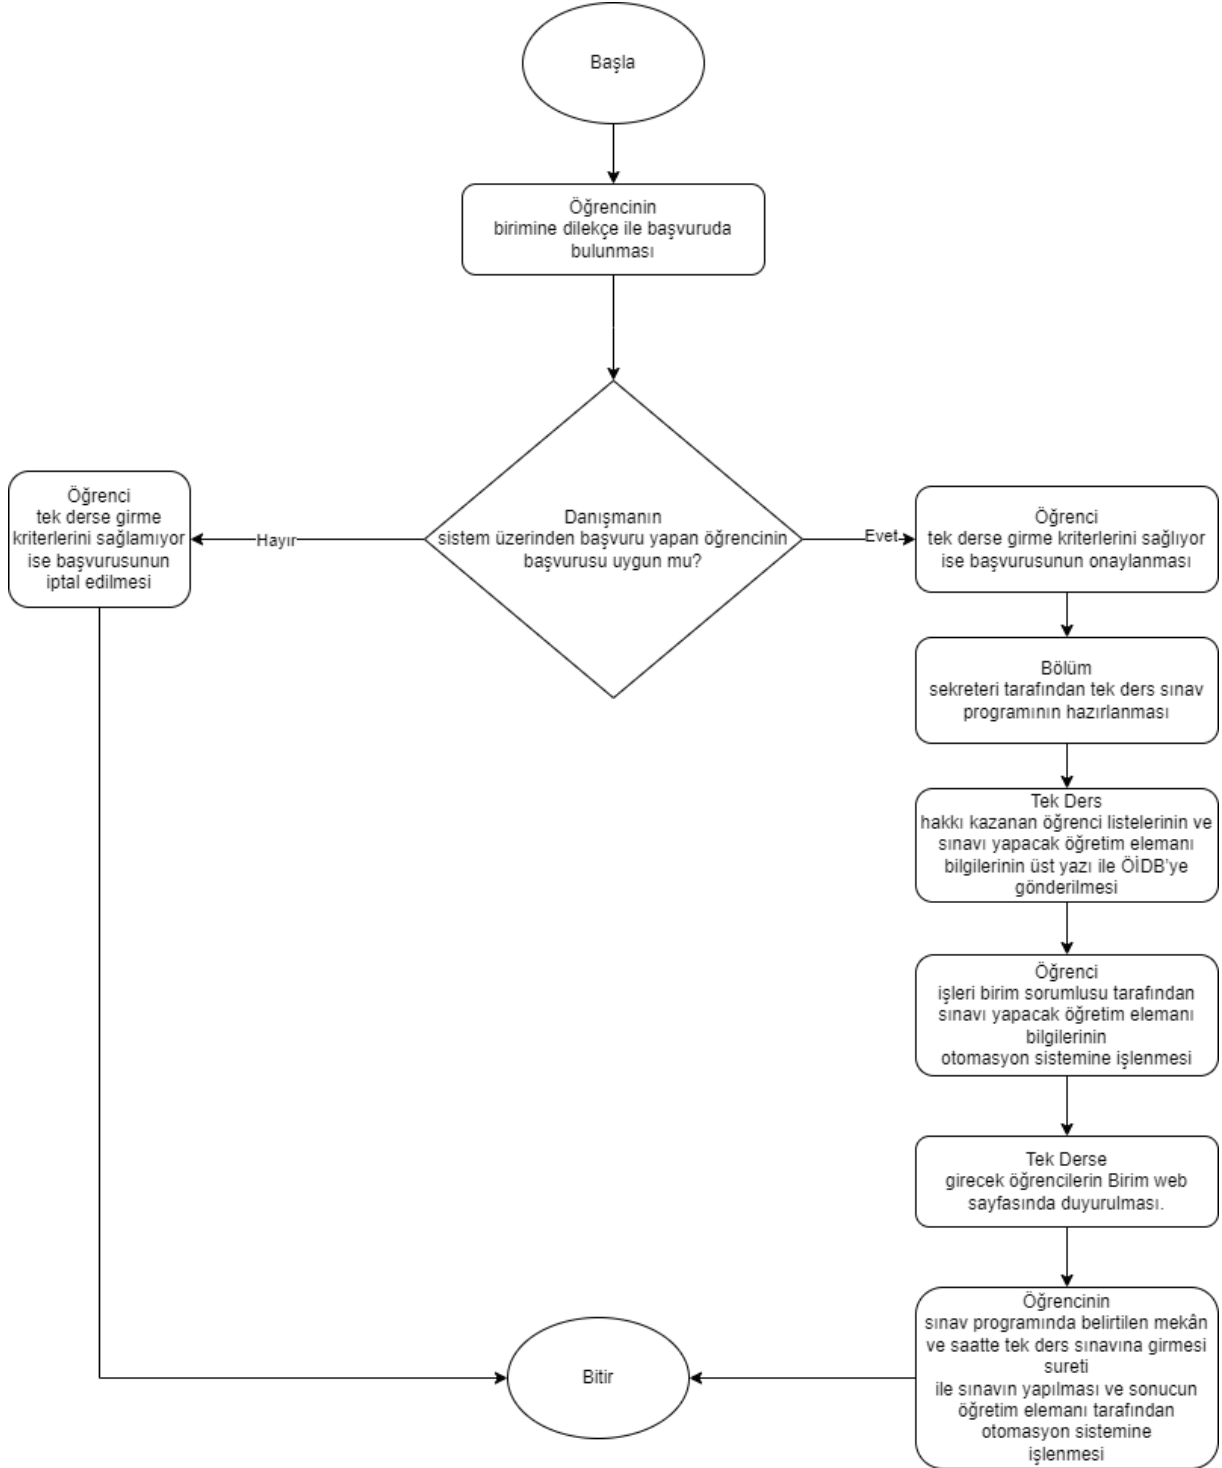 Başla
Öğrencinin
birimine dilekçe ile başvuruda
bulunması
Danışmanın
sistem üzerinden başvuru yapan öğrencinin
başvurusu uygun mu?
Hayır
Öğrenci
tek derse girme
kriterlerini sağlamıyor
ise başvurusunun
iptal edilmesi
Evet
Öğrenci
tek derse girme kriterlerini sağlıyor
ise başvurusunun onaylanması
Bölüm
sekreteri tarafından tek ders sınav
programının hazırlanması
Tek Ders
hakkı kazanan öğrenci listelerinin ve
sınavı yapacak öğretim elemanı
bilgilerinin üst yazı ile ÖİDB'ye
gönderilmesi
Öğrenci
işleri birim sorumlusu tarafından
sınavı yapacak öğretim elemanı
bilgilerinin
otomasyon sistemine işlenmesi
Tek Derse
girecek öğrencilerin Birim web
sayfasında duyurulması.
Öğrencinin
sınav programında belirtilen mekân
ve saatte tek ders sınavına girmesi
sureti
ile sınavın yapılması ve sonucun
öğretim elemanı tarafından
otomasyon sistemine
işlenmesi
Bitir